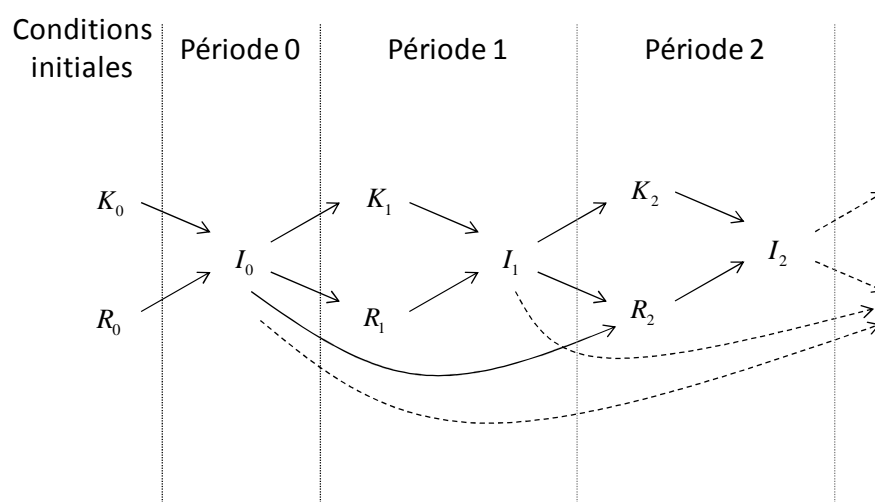 Conditions
initiales
Période 0
Période 1
Période 2
K₀
K₁
K₂
I₀
I₁
I₂
R₀
R₁
R₂